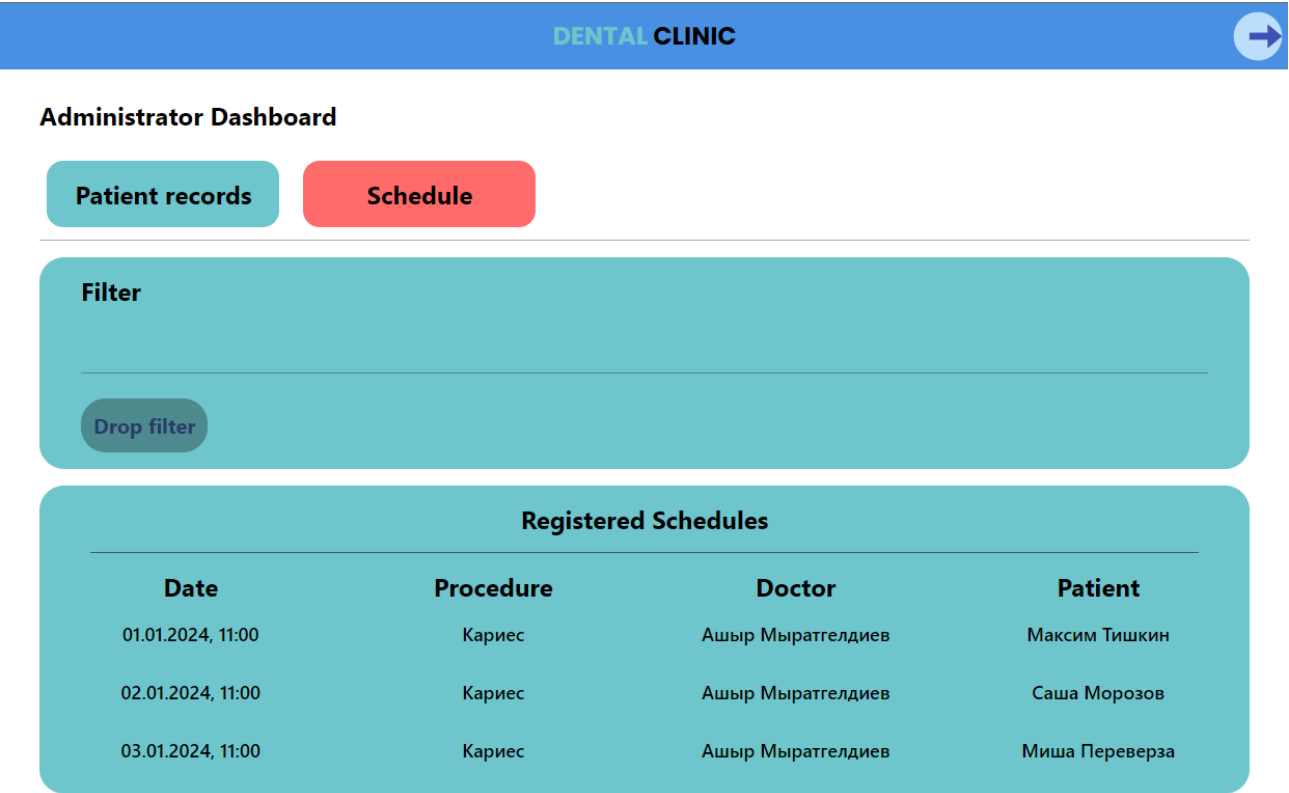 DENTAL CLINIC
Administrator Dashboard
Patient records Schedule
Filter
Drop filter
Registered Schedules
Date Procedure Doctor Patient
01.01.2024, 11:00 Кариес Ашыр Мыратгелдиев Максим Тишкин
02.01.2024, 11:00 Кариес Ашыр Мыратгелдиев Саша Морозов
03.01.2024, 11:00 Кариес Ашыр Мыратгелдиев Миша Переверза